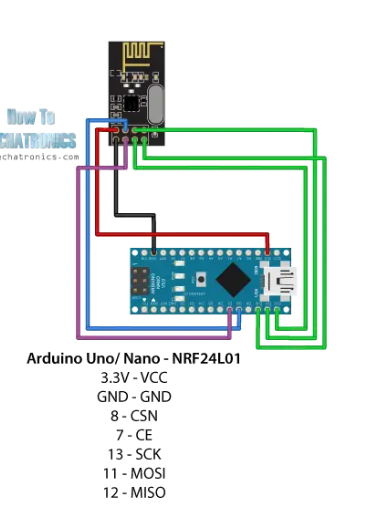 How To
CHATRONICS
echatronics.com
Arduino Uno/ Nano - NRF24L01
3.3V - VCC
GND - GND
8 - CSN
7 - CE
13 - SCK
11 - MOSI
12 - MISO